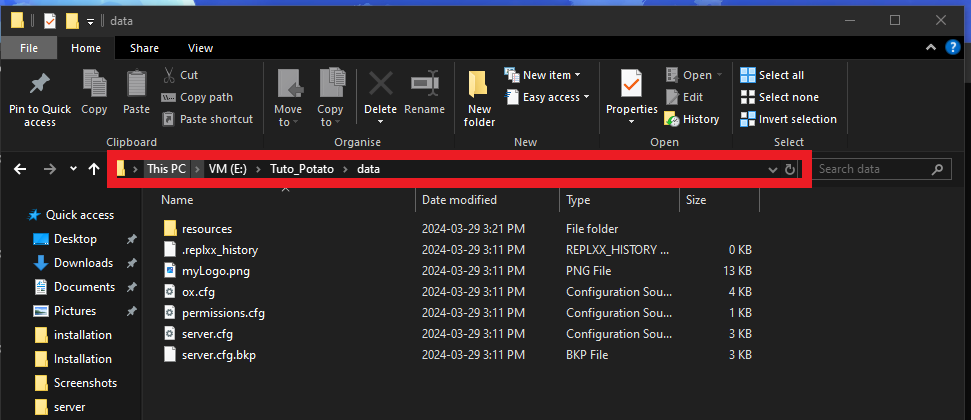 data
File Home Share View
Cut
Copy path
Paste shortcut
Pin to Quick access
Copy
Paste
Clipboard
Move to
Copy to
Delete
Rename
Organise
New folder
New item
Easy access
New
Properties
Open
Edit
History
Open
Select all
Select none
Invert selection
Select
This PC > VM (E:) > Tuto_Potato > data
Search data
Name Date modified Type Size
Quick access
Desktop
Downloads
Documents
Pictures
installation
Installation
Screenshots
server
resources 2024-03-29 3:21 PM File folder
.replxx_history 2024-03-29 3:11 PM REPLXX_HISTORY ... 0 KB
myLogo.png 2024-03-29 3:11 PM PNG File 13 KB
ox.cfg 2024-03-29 3:11 PM Configuration Sou... 4 KB
permissions.cfg 2024-03-29 3:11 PM Configuration Sou... 1 KB
server.cfg 2024-03-29 3:11 PM Configuration Sou... 3 KB
server.cfg.bkp 2024-03-29 3:11 PM BKP File 3 KB